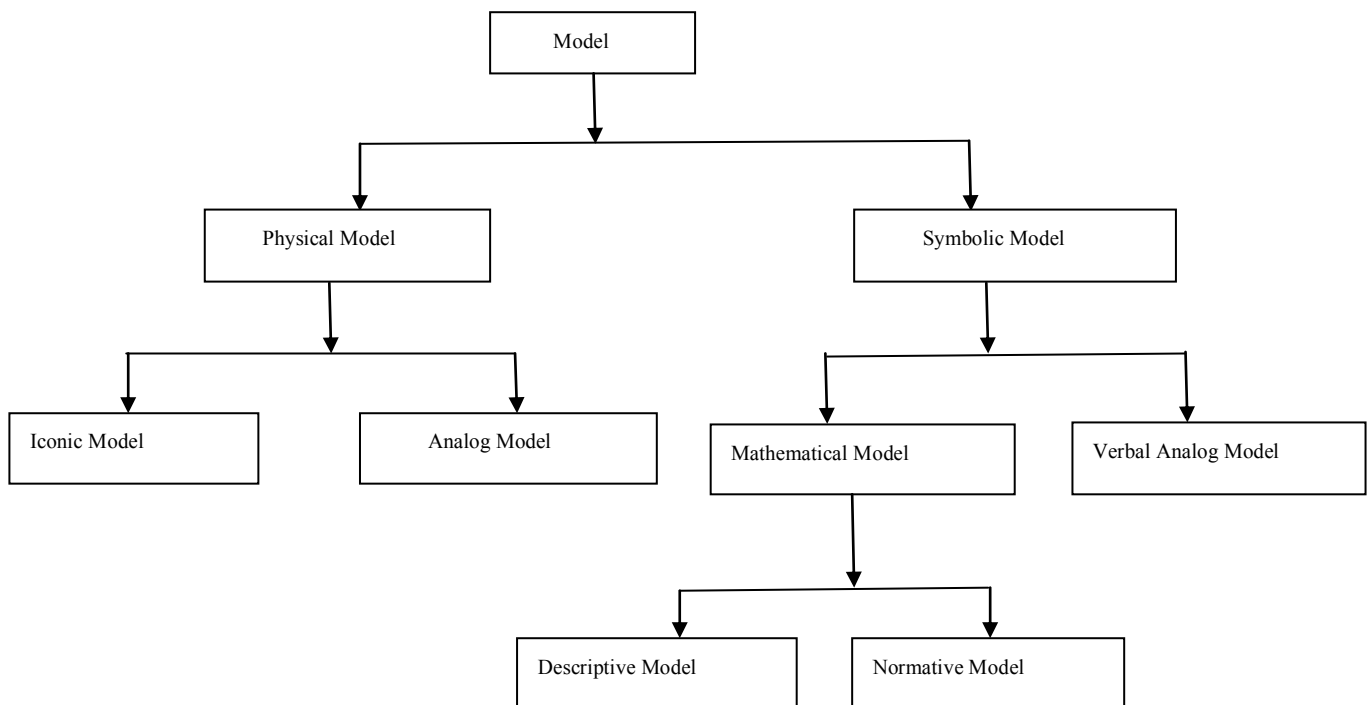 Model
Physical Model
Symbolic Model
Iconic Model
Analog Model
Mathematical Model
Verbal Analog Model
Descriptive Model
Normative Model